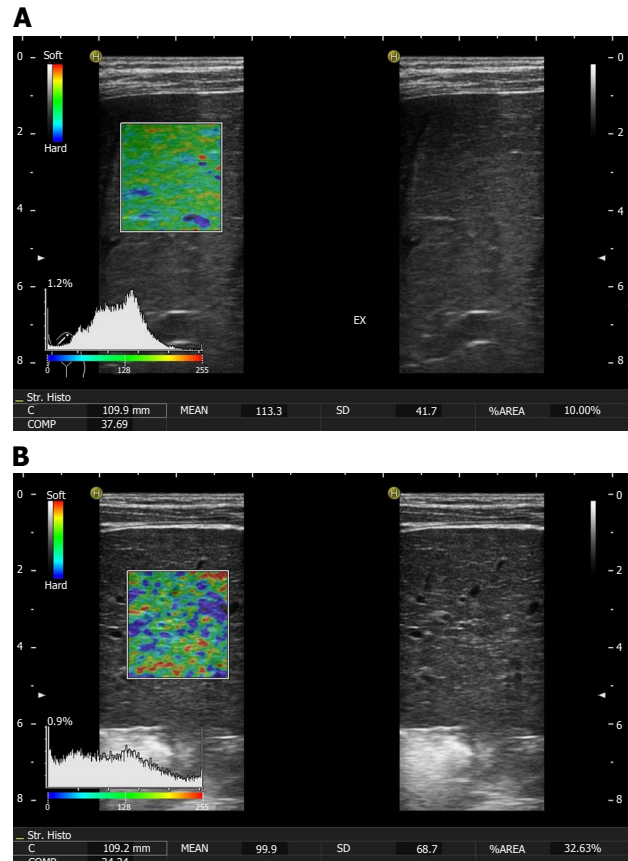 A
0
H
H
0
Soft
Hard
2
2
4
4
6
6
1.2%
EX
8
8
0
128
255
Str. Histo
C 109.9 mm MEAN 113.3 SD 41.7 %AREA 10.00%
COMP 37.69
B
0
H
H
0
Soft
Hard
2
2
4
4
6
6
0.9%
8
8
0
128
255
Str. Histo
C 109.2 mm MEAN 99.9 SD 68.7 %AREA 32.63%
COMP 34.34